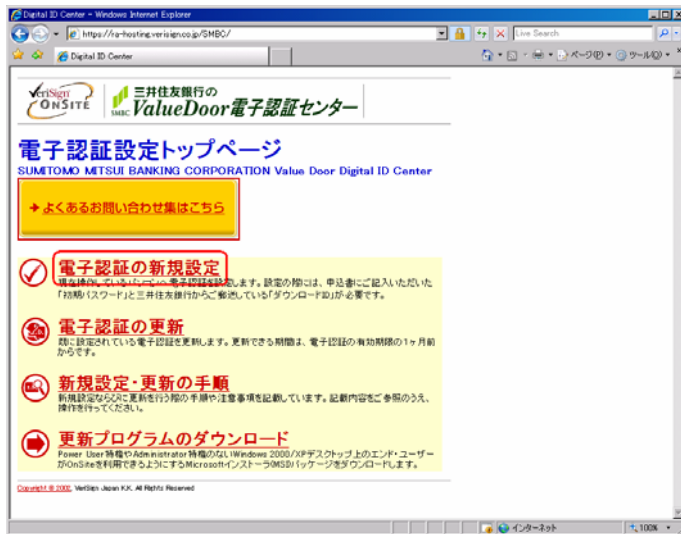 Digital ID Center - Windows Internet Explorer
https://ra-hosting.verisign.co.jp/SMBC/
Live Search
Digital ID Center
ページ(P)
ツール(O)
VeriSign
ONSITE
三井住友銀行の
SMBC ValueDoor電子認証センター
電子認証設定トップページ
SUMITOMO MITSUI BANKING CORPORATION Value Door Digital ID Center
よくあるお問い合わせ集はこちら
電子認証の新規設定
現在操作しているパソコンへ電子認証を設定します。設定の際には、申込書にご記入いただいた
「初期パスワード」と三井住友銀行からご郵送している「ダウンロードID」が必要です。
電子認証の更新
既に設定されている電子認証を更新します。更新できる期間は、電子認証の有効期限の1ヶ月前
からです。
新規設定・更新の手順
新規設定ならびに更新を行う際の手順や注意事項を記載しています。記載内容をご参照のうえ、
操作を行ってください。
更新プログラムのダウンロード
Power User特権やAdministrator特権のないWindows 2000/XPデスクトップ上のエンド・ユーザー
がOnSiteを利用できるようにするMicrosoftインストーラ(MSI)パッケージをダウンロードします。
Copyright © 2002, VeriSign Japan K.K. All Rights Reserved
インターネット
100%